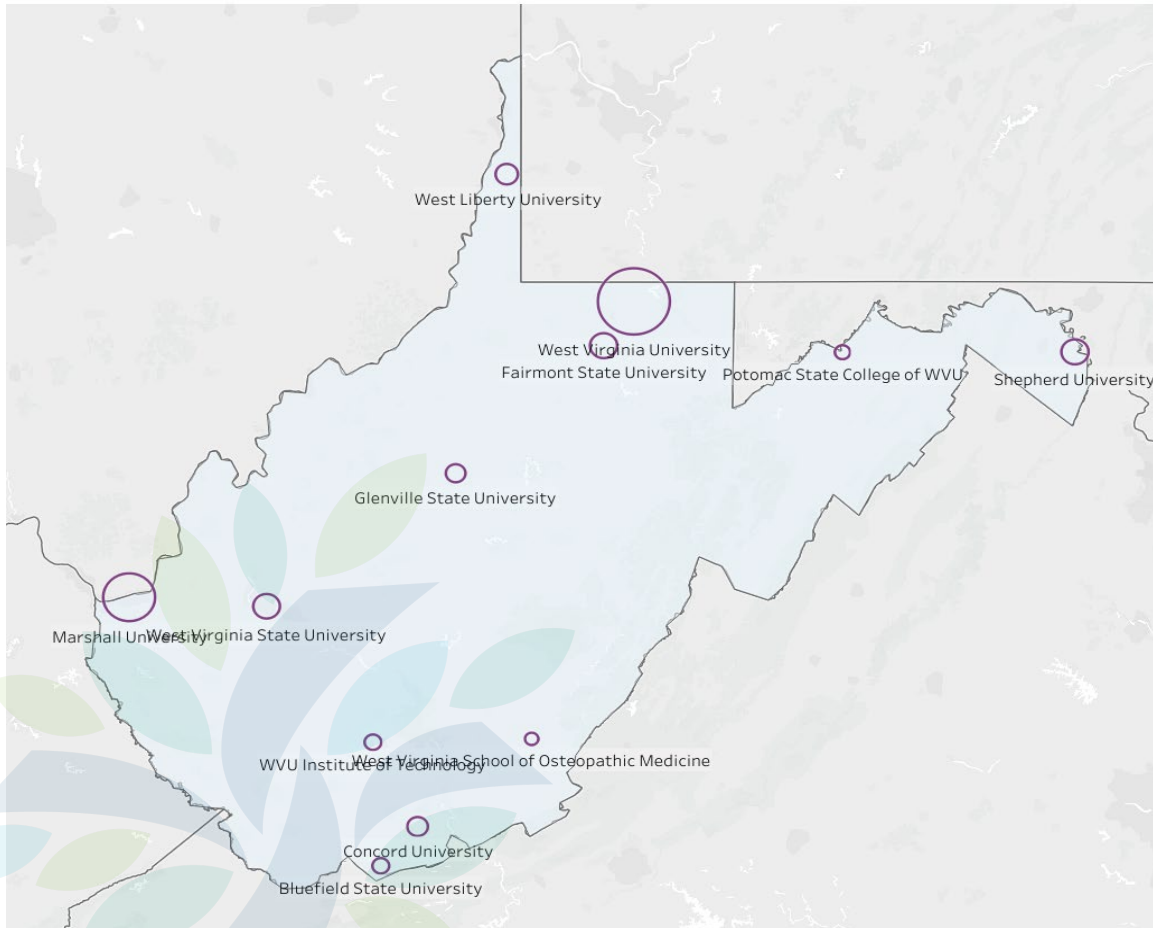 West Liberty University
West Virginia University
Fairmont State University
Potomac State College of WVU
Shepherd University
Glenville State University
Marshall University
West Virginia State University
WVU Institute of Technology
West Virginia School of Osteopathic Medicine
Concord University
Bluefield State University